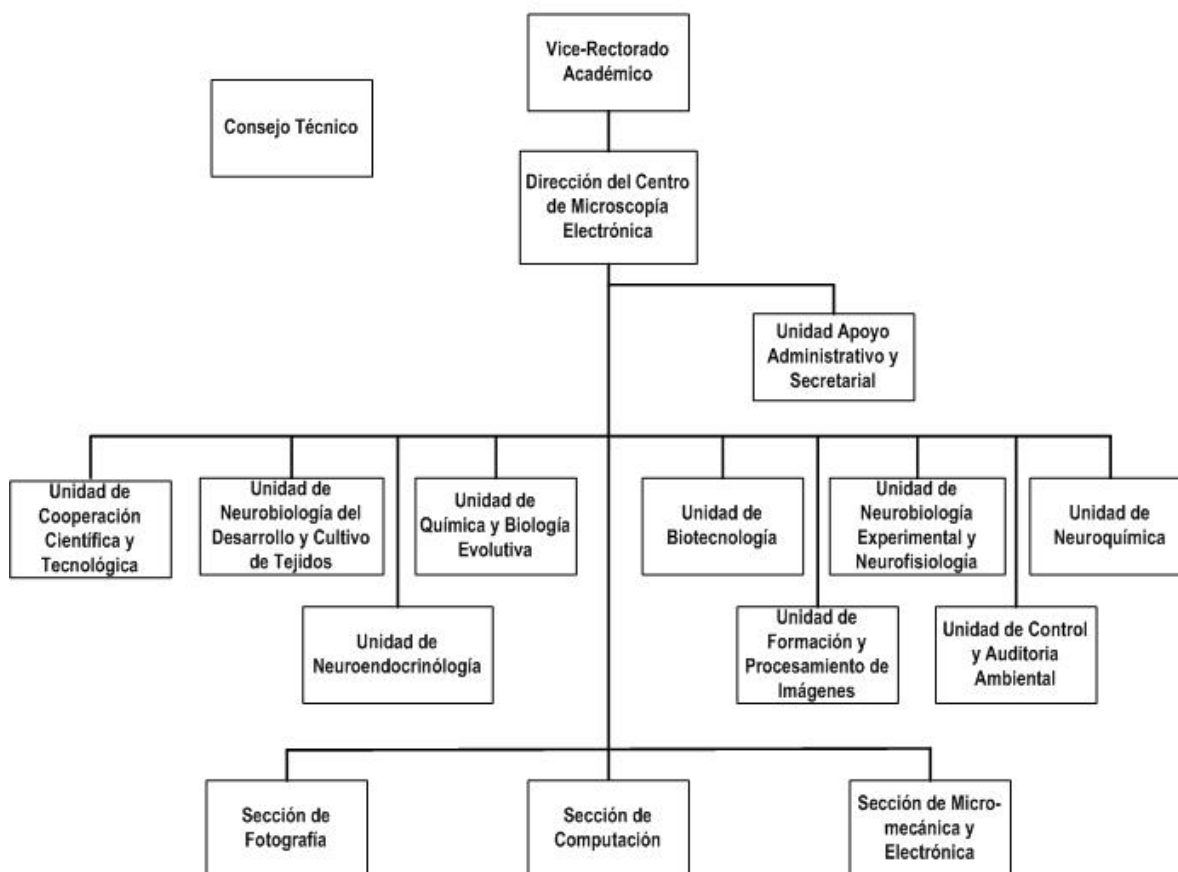 Vice-Rectorado
Académico
Consejo Técnico
Dirección del Centro
de Microscopía
Electrónica
Unidad Apoyo
Administrativo y
Secretarial
Unidad de
Cooperación
Científica y
Tecnológica
Unidad de
Neurobiología del
Desarrollo y Cultivo
de Tejidos
Unidad de
Química y Biología
Evolutiva
Unidad de
Biotecnología
Unidad de
Neurobiología
Experimental y
Neurofisiología
Unidad de
Neuroquímica
Unidad de
Neuroendocrinólogía
Unidad de
Formación y
Procesamiento de
Imágenes
Unidad de Control
y Auditoria
Ambiental
Sección de
Fotografía
Sección de
Computación
Sección de Micro-
mecánica y
Electrónica